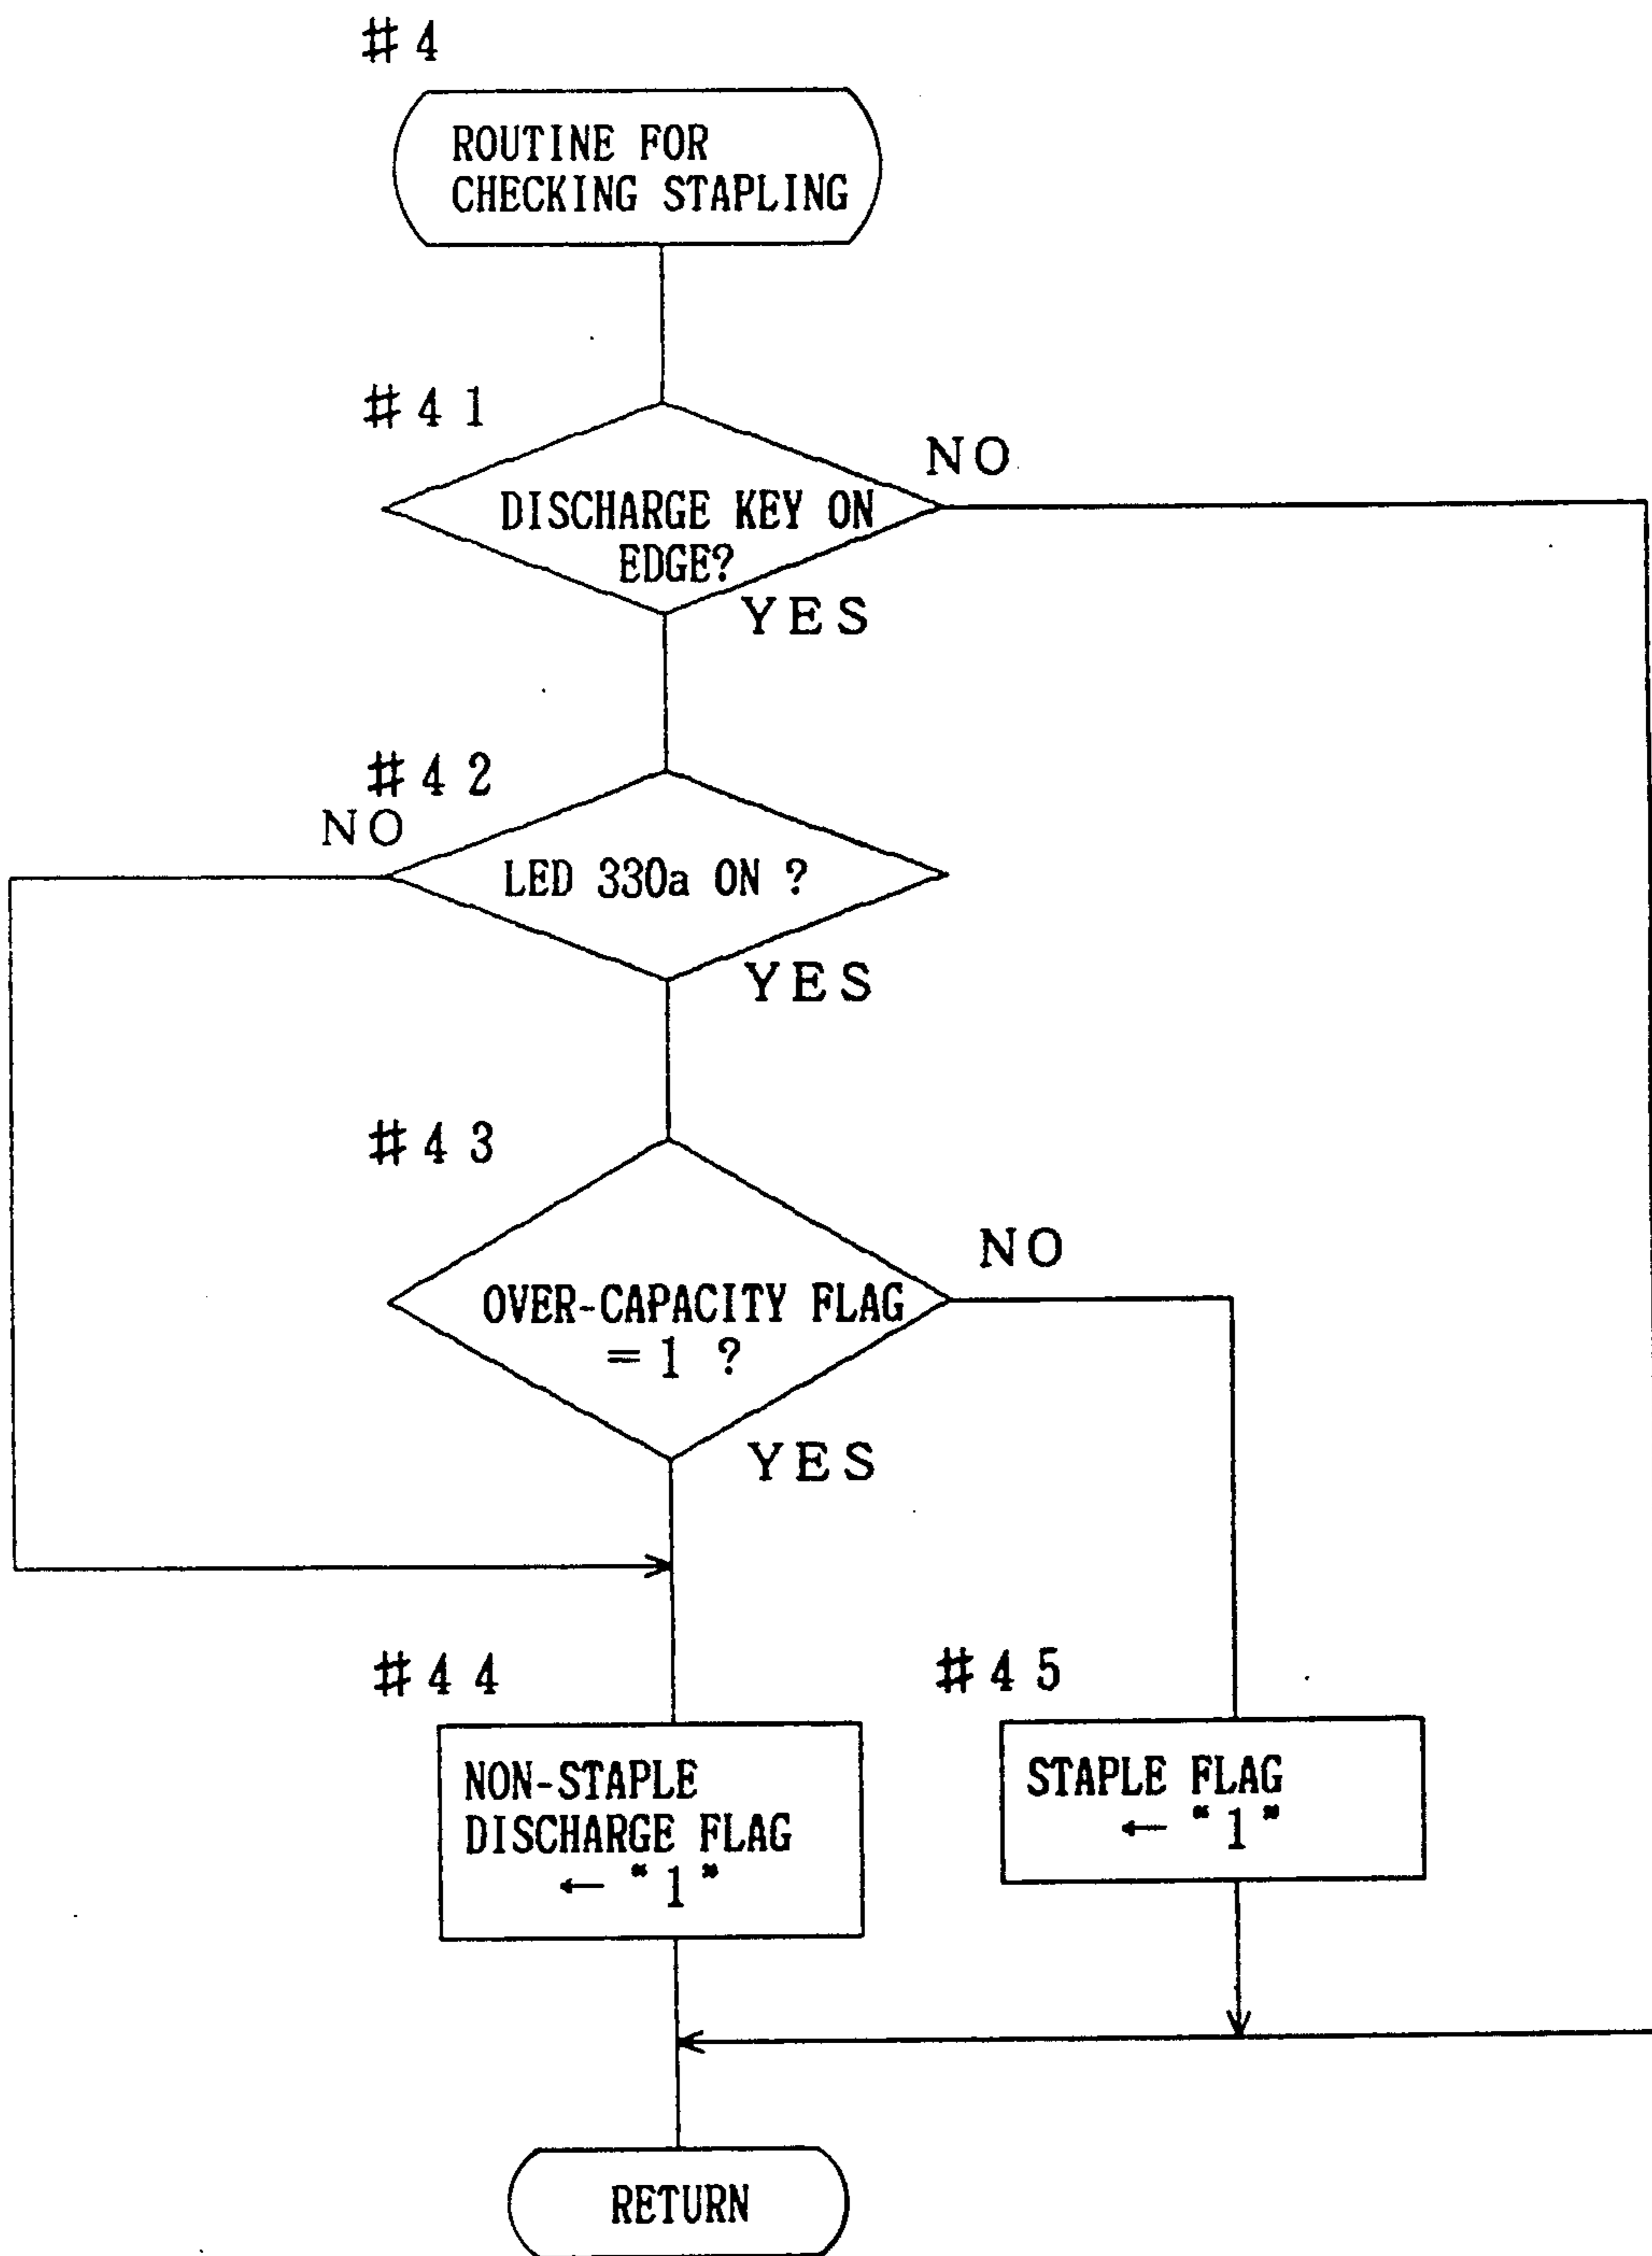 #4
ROUTINE FOR
CHECKING STAPLING
#41
NO
DISCHARGE KEY ON
EDGE?
YES
#42
NO
LED 330a ON ?
YES
#43
NO
OVER-CAPACITY FLAG
=1 ?
YES
#44
NON-STAPLE
DISCHARGE FLAG
← "1"
#45
STAPLE FLAG
← "1"
RETURN